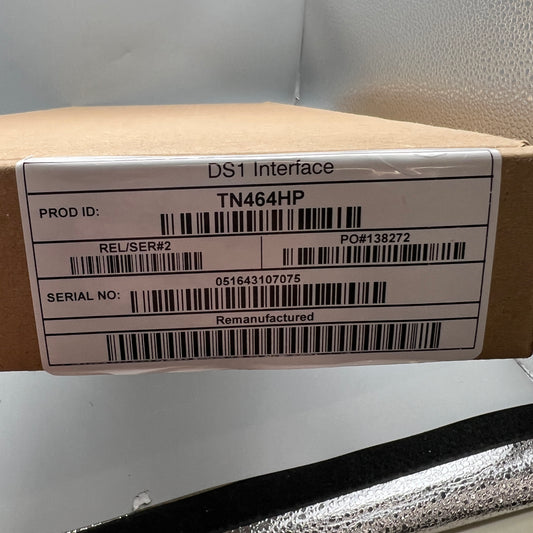 DS1 Interface
PROD ID: TN464HP
REL/SER#2 PO#138272
SERIAL NO: 051643107075
Remanufactured